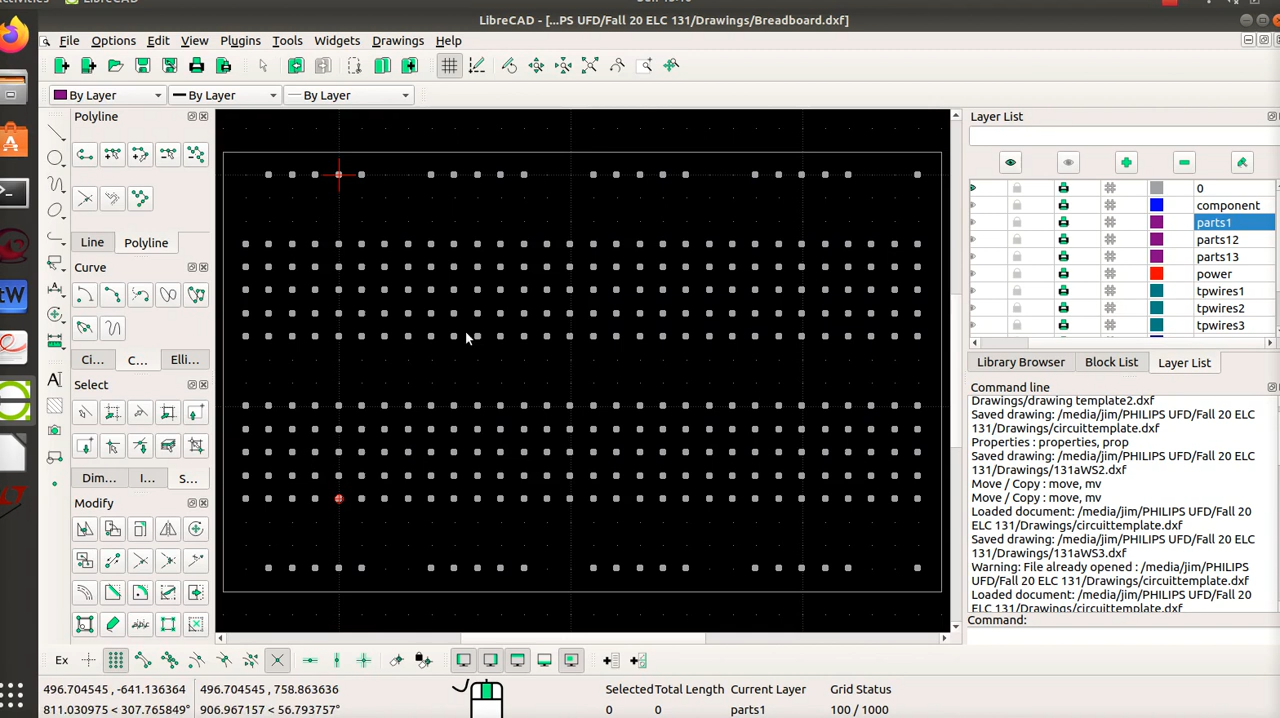 LibreCAD
LibreCAD - [...PS UFD/Fall 20 ELC 131/Drawings/Breadboard.dxf]
File Options Edit View Plugins Tools Widgets Drawings Help
By Layer By Layer By Layer
Polyline
Line Polyline
Curve
Ci... C... Elli...
Select
Dim... I... S...
Modify
A
tW
Layer List
0
component
parts1
parts12
parts13
power
tpwires1
tpwires2
tpwires3
Library Browser Block List Layer List
Command line
Drawings/drawing template2.dxf
Saved drawing: /media/jim/PHILIPS UFD/Fall 20 ELC
131/Drawings/circuittemplate.dxf
Properties : properties, prop
Saved drawing: /media/jim/PHILIPS UFD/Fall 20 ELC
131/Drawings/131aWS2.dxf
Move / Copy : move, mv
Move / Copy : move, mv
Loaded document: /media/jim/PHILIPS UFD/Fall 20
ELC 131/Drawings/circuittemplate.dxf
Saved drawing: /media/jim/PHILIPS UFD/Fall 20 ELC
131/Drawings/131aWS3.dxf
Warning: File already opened : /media/jim/PHILIPS
UFD/Fall 20 ELC 131/Drawings/circuittemplate.dxf
Loaded document: /media/jim/PHILIPS UFD/Fall 20
ELC 131/Drawings/circuittemplate.dxf
Command:
Ex
496.704545 , -641.136364 496.704545 , 758.863636
811.030975 < 307.765849° 906.967157 < 56.793757°
Selected Total Length Current Layer Grid Status
0 0 parts1 100 / 1000